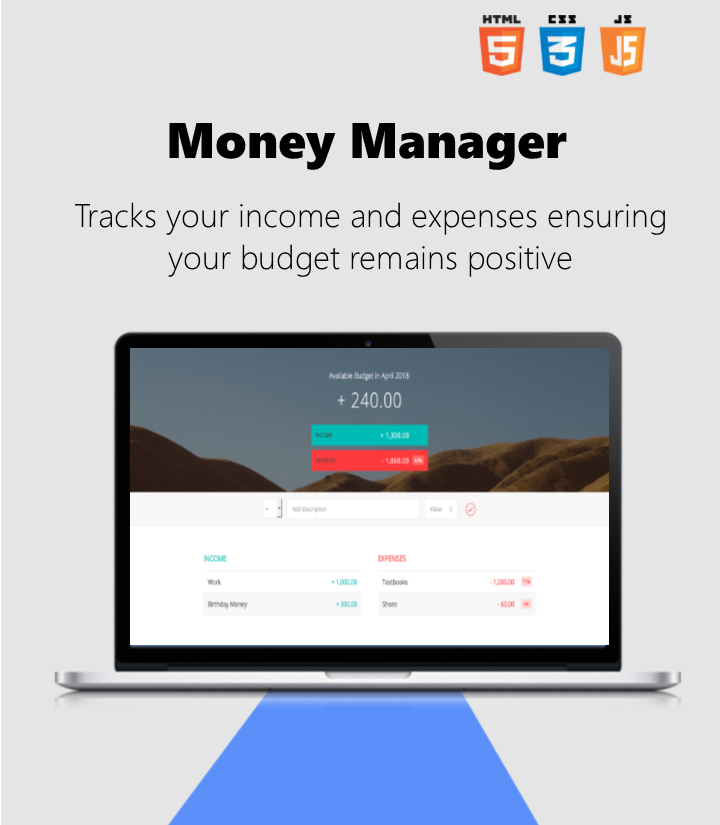 HTML CSS JS
5 3 JS
Money Manager
Tracks your income and expenses ensuring
your budget remains positive
Available Budget in April 2018:
+ 240.00
INCOME + 1,300.00
EXPENSES - 1,060.00
Add description Value
INCOME EXPENSES
Work + 1,000.00 Textbooks - 1,000.00 77%
Birthday Money + 300.00 Shoes - 60.00